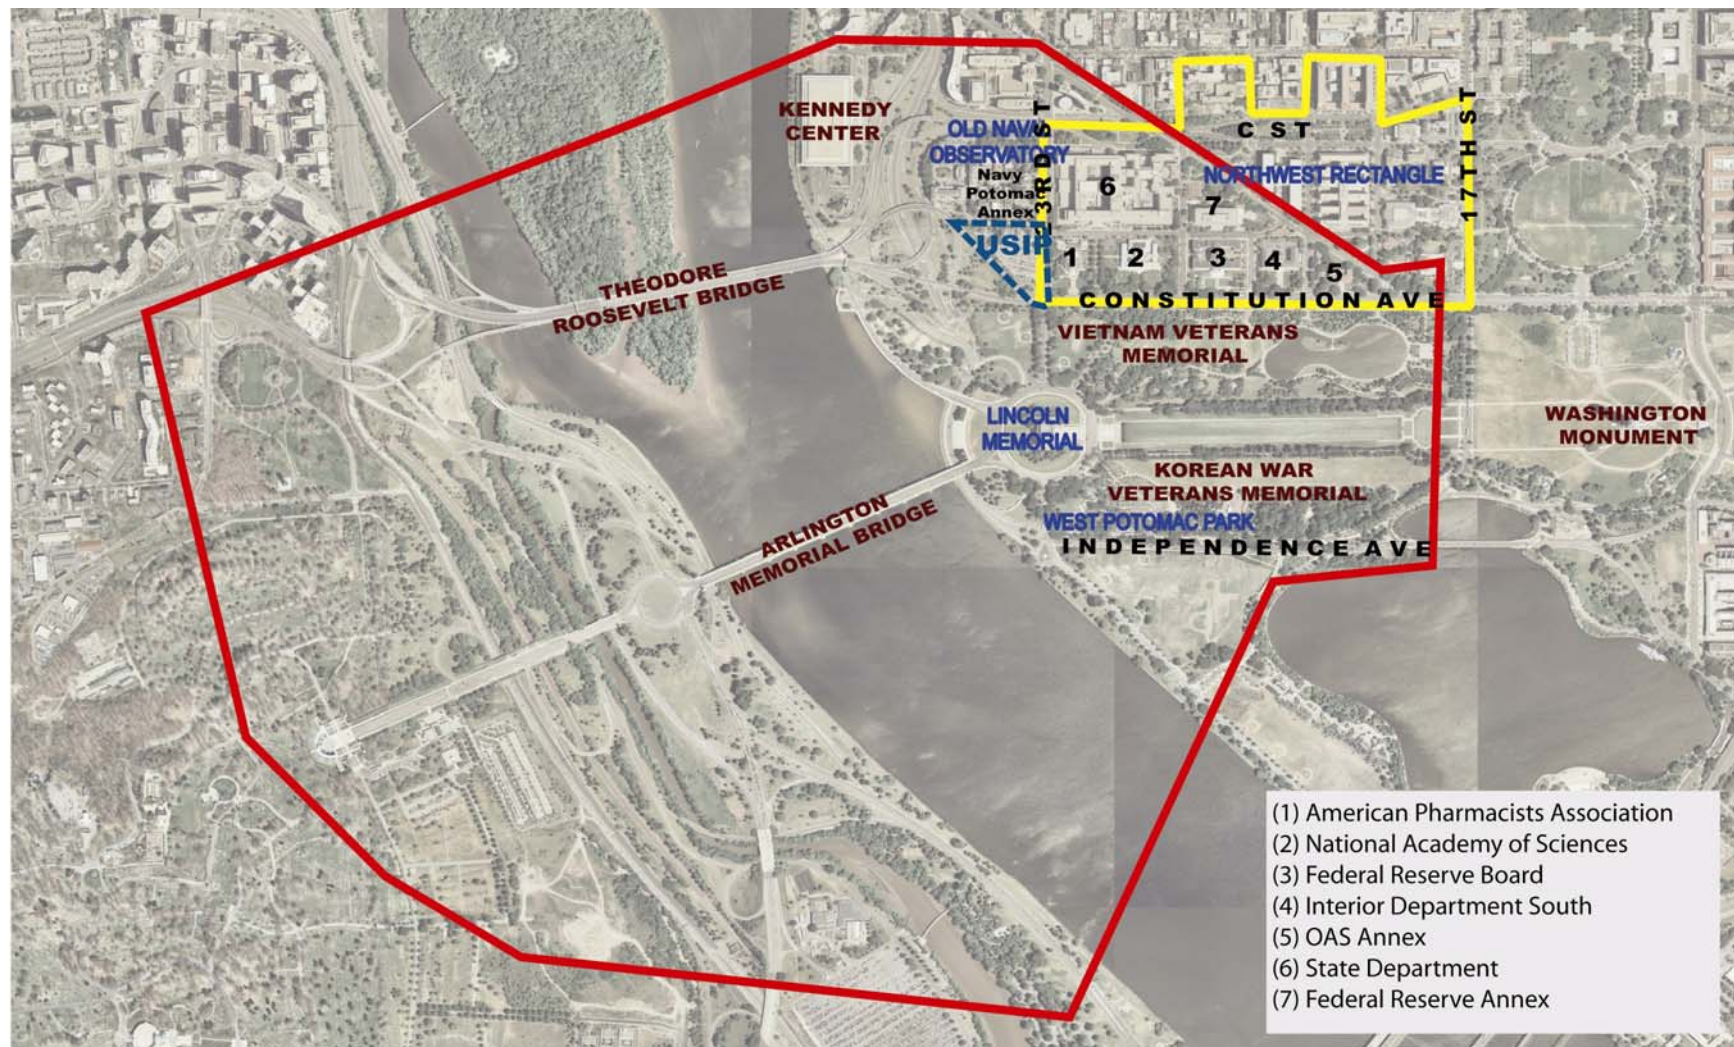 KENNEDY
CENTER
OLD NAVAL
OBSERVATORY
Navy
Potomac
Annex
23RD ST
USIP
C ST
NORTHWEST RECTANGLE
17TH ST
6
7
1
2
3
4
5
CONSTITUTION AVE
THEODORE
ROOSEVELT BRIDGE
VIETNAM VETERANS
MEMORIAL
LINCOLN
MEMORIAL
WASHINGTON
MONUMENT
KOREAN WAR
VETERANS MEMORIAL
WEST POTOMAC PARK
INDEPENDENCE AVE
ARLINGTON
MEMORIAL BRIDGE
(1) American Pharmacists Association
(2) National Academy of Sciences
(3) Federal Reserve Board
(4) Interior Department South
(5) OAS Annex
(6) State Department
(7) Federal Reserve Annex